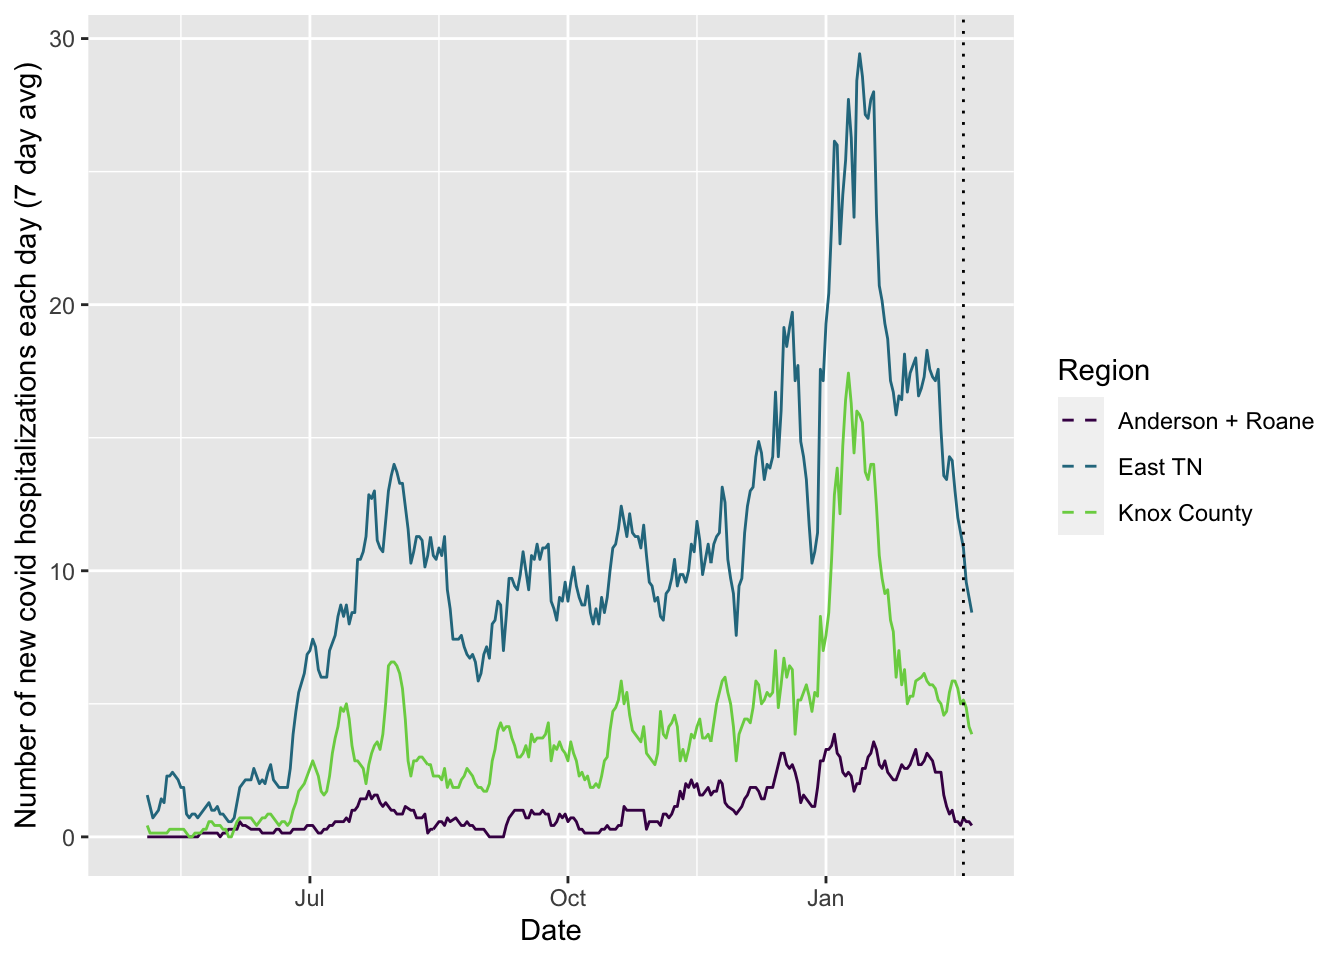 Number of new covid hospitalizations each day (7 day avg)
30
20
10
0
Jul
Oct
Jan
Date
Region
Anderson + Roane
East TN
Knox County